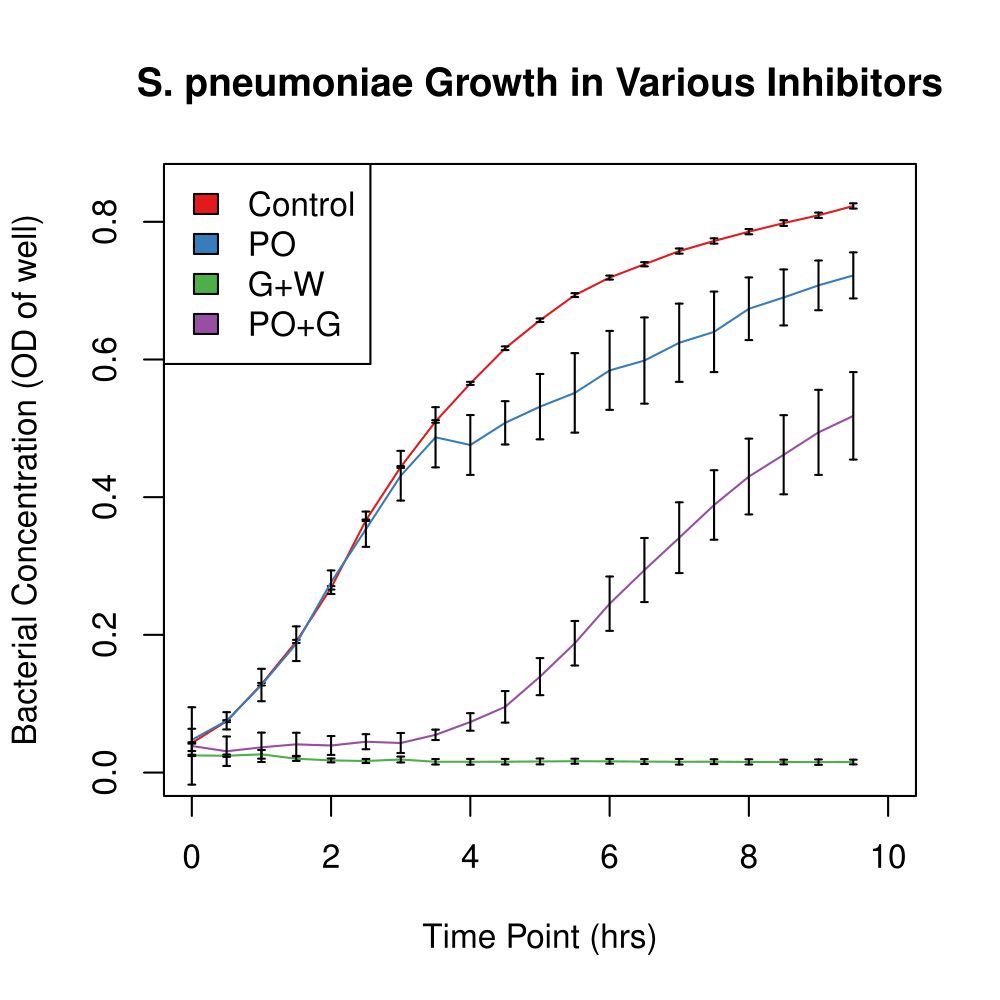 S. pneumoniae Growth in Various Inhibitors
Control
PO
G+W
PO+G
Bacterial Concentration (OD of well)
0.8
0.6
0.4
0.2
0.0
0 2 4 6 8 10
Time Point (hrs)